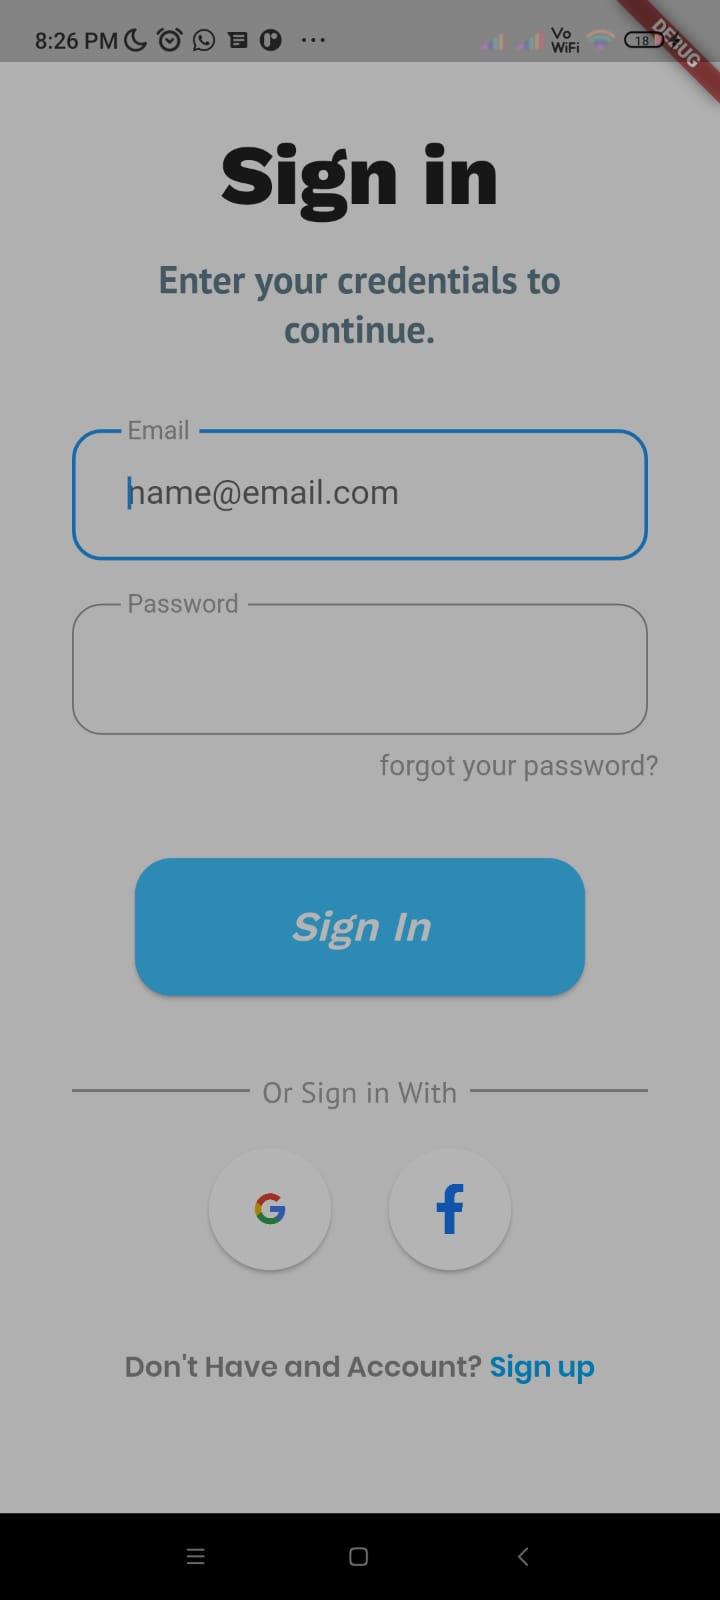 8:26 PM
Vo
WiFi
18
DEBUG
Sign in
Enter your credentials to
continue.
Email
name@email.com
Password
forgot your password?
Sign In
Or Sign in With
Don't Have and Account? Sign up